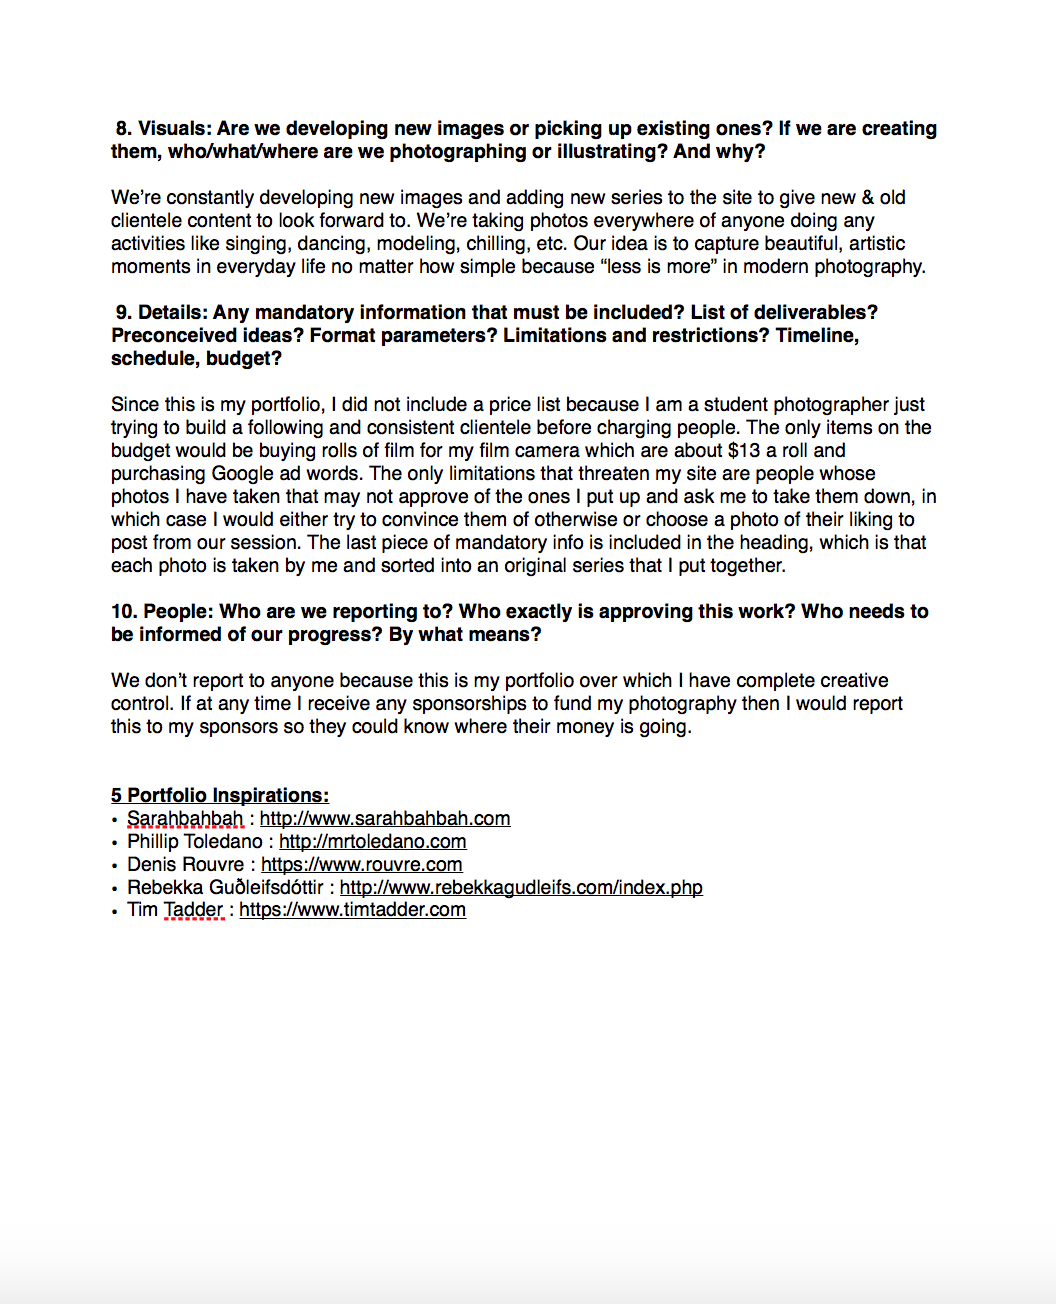 8. Visuals: Are we developing new images or picking up existing ones? If we are creating
them, who/what/where are we photographing or illustrating? And why?
We’re constantly developing new images and adding new series to the site to give new & old
clientele content to look forward to. We’re taking photos everywhere of anyone doing any
activities like singing, dancing, modeling, chilling, etc. Our idea is to capture beautiful, artistic
moments in everyday life no matter how simple because “less is more” in modern photography.
9. Details: Any mandatory information that must be included? List of deliverables?
Preconceived ideas? Format parameters? Limitations and restrictions? Timeline,
schedule, budget?
Since this is my portfolio, I did not include a price list because I am a student photographer just
trying to build a following and consistent clientele before charging people. The only items on the
budget would be buying rolls of film for my film camera which are about $13 a roll and
purchasing Google ad words. The only limitations that threaten my site are people whose
photos I have taken that may not approve of the ones I put up and ask me to take them down, in
which case I would either try to convince them of otherwise or choose a photo of their liking to
post from our session. The last piece of mandatory info is included in the heading, which is that
each photo is taken by me and sorted into an original series that I put together.
10. People: Who are we reporting to? Who exactly is approving this work? Who needs to
be informed of our progress? By what means?
We don’t report to anyone because this is my portfolio over which I have complete creative
control. If at any time I receive any sponsorships to fund my photography then I would report
this to my sponsors so they could know where their money is going.
5 Portfolio Inspirations:
• Sarahbahbah : http://www.sarahbahbah.com
• Phillip Toledano : http://mrtoledano.com
• Denis Rouvre : https://www.rouvre.com
• Rebekka Guðleifsdóttir : http://www.rebekkagudleifs.com/index.php
• Tim Tadder : https://www.timtadder.com